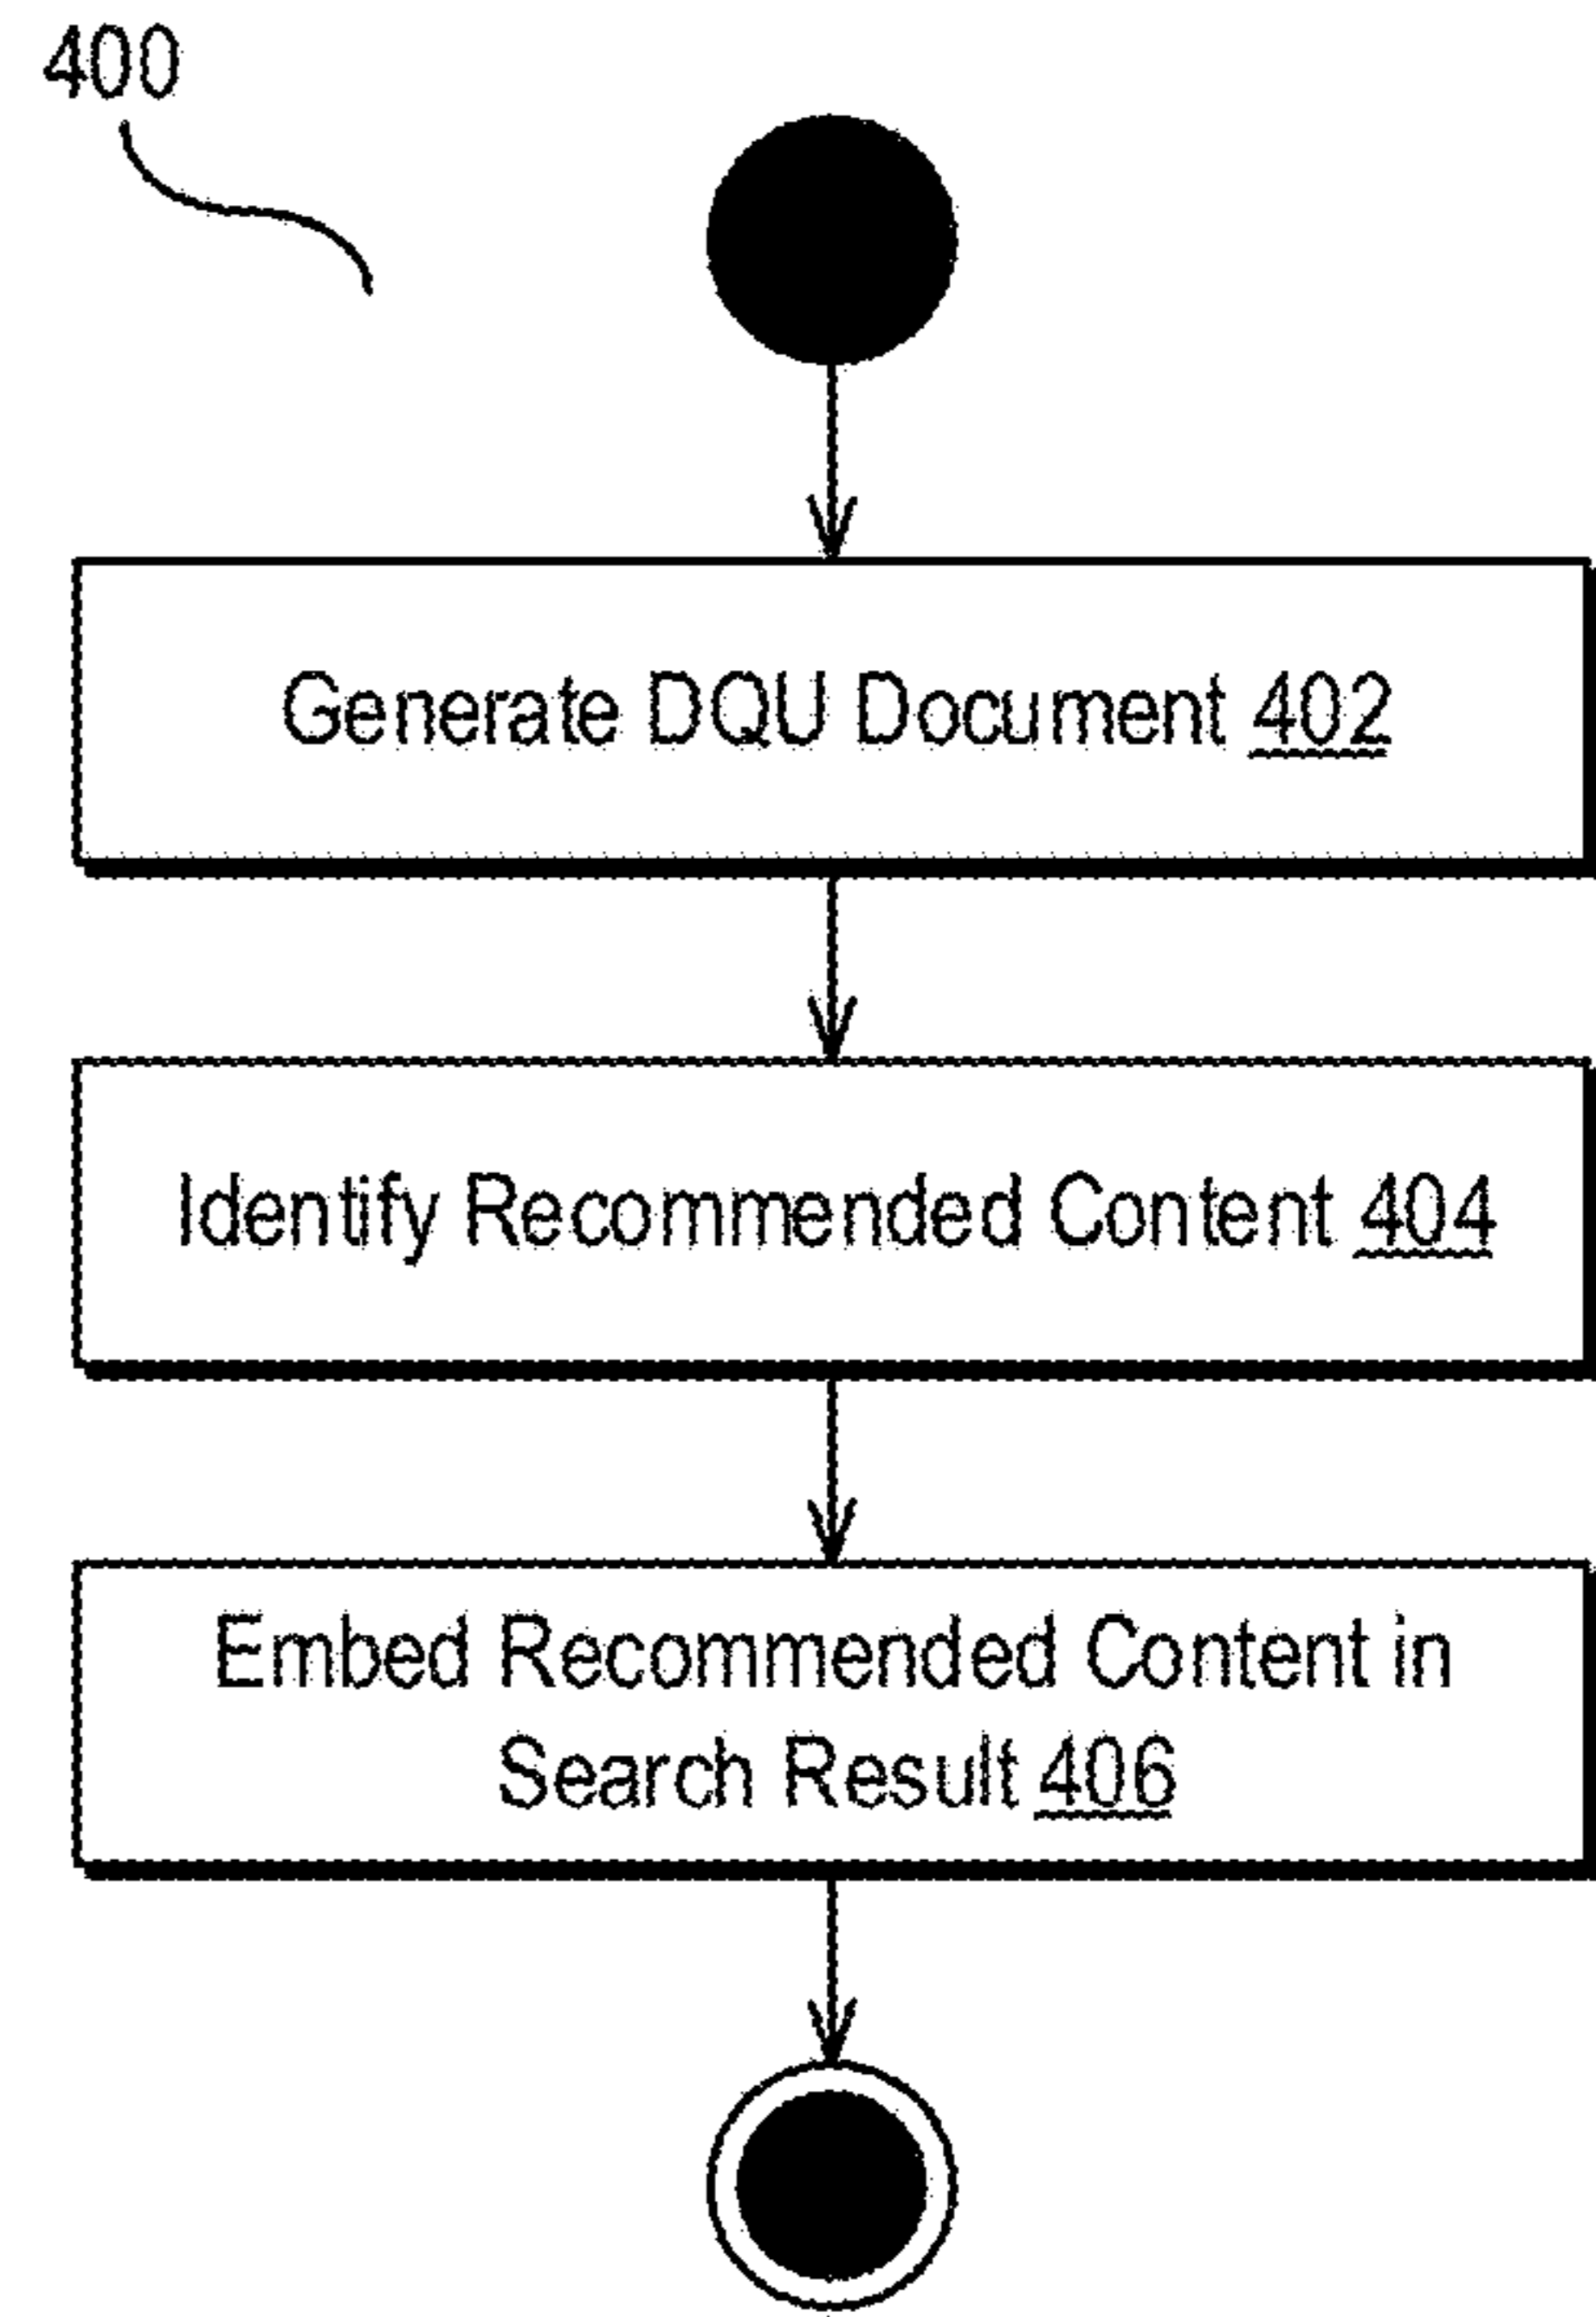 400
Generate DQU Document 402
Identify Recommended Content 404
Embed Recommended Content in
Search Result 406